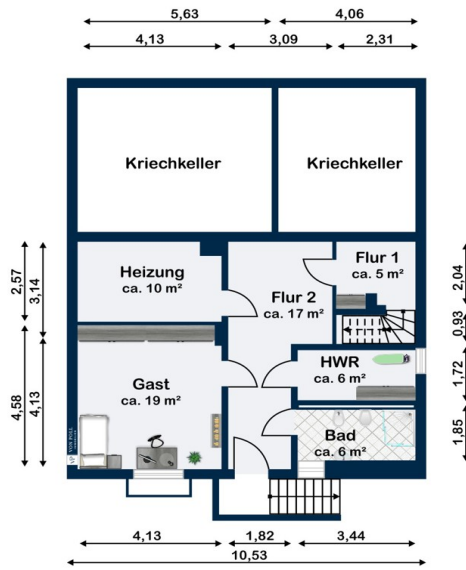 5,63 4,06
4,13 3,09 2,31
Kriechkeller Kriechkeller
Heizung
ca. 10 m²
Flur 2
ca. 17 m²
Flur 1
ca. 5 m²
HWR
ca. 6 m²
Gast
ca. 19 m²
Bad
ca. 6 m²
2,57
3,14
4,58
4,13
2,04
0,93
1,72
1,85
VP VON POLL
4,13 1,82 3,44
10,53